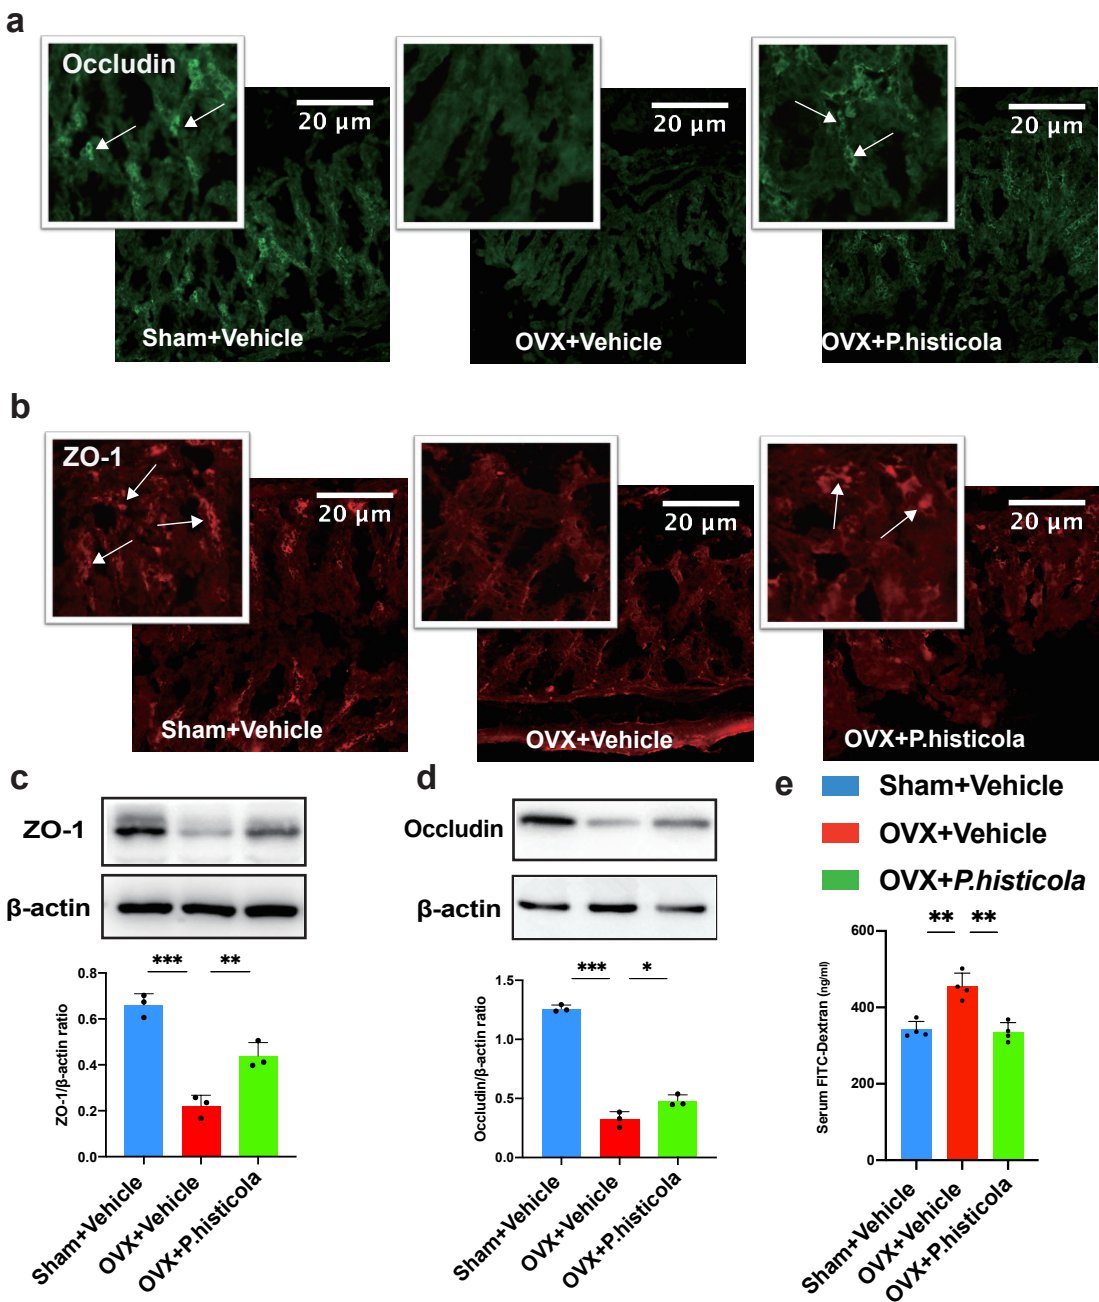 a
Occludin
20 μm
20 μm
20 μm
Sham+Vehicle
OVX+Vehicle
OVX+P.histicola
b
ZO-1
20 μm
20 μm
20 μm
Sham+Vehicle
OVX+Vehicle
OVX+P.histicola
c
ZO-1
β-actin
***
**
0.8
0.6
0.4
0.2
0.0
ZO-1/β-actin ratio
Sham+Vehicle
OVX+Vehicle
OVX+P.histicola
d
Occludin
β-actin
***
*
1.5
1.0
0.5
0.0
Occludin/β-actin ratio
Sham+Vehicle
OVX+Vehicle
OVX+P.histicola
e
Sham+Vehicle
OVX+Vehicle
OVX+P.histicola
**
**
600
400
200
0
Serum FITC-Dextran (ng/ml)
Sham+Vehicle
OVX+Vehicle
OVX+P.histicola